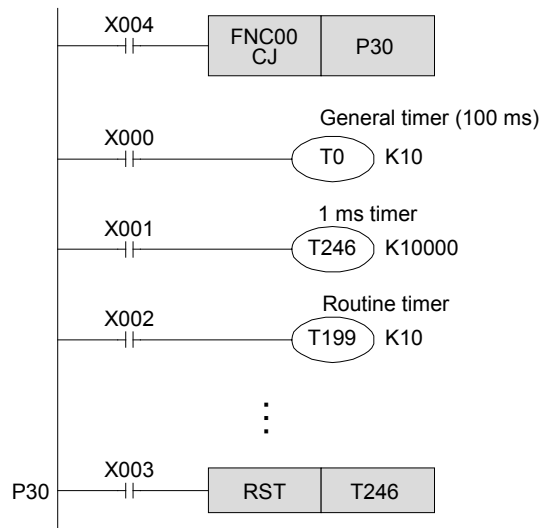 X004
FNC00
CJ
P30
General timer (100 ms)
X000
T0
K10
1 ms timer
X001
T246
K10000
Routine timer
X002
T199
K10
P30
X003
RST
T246